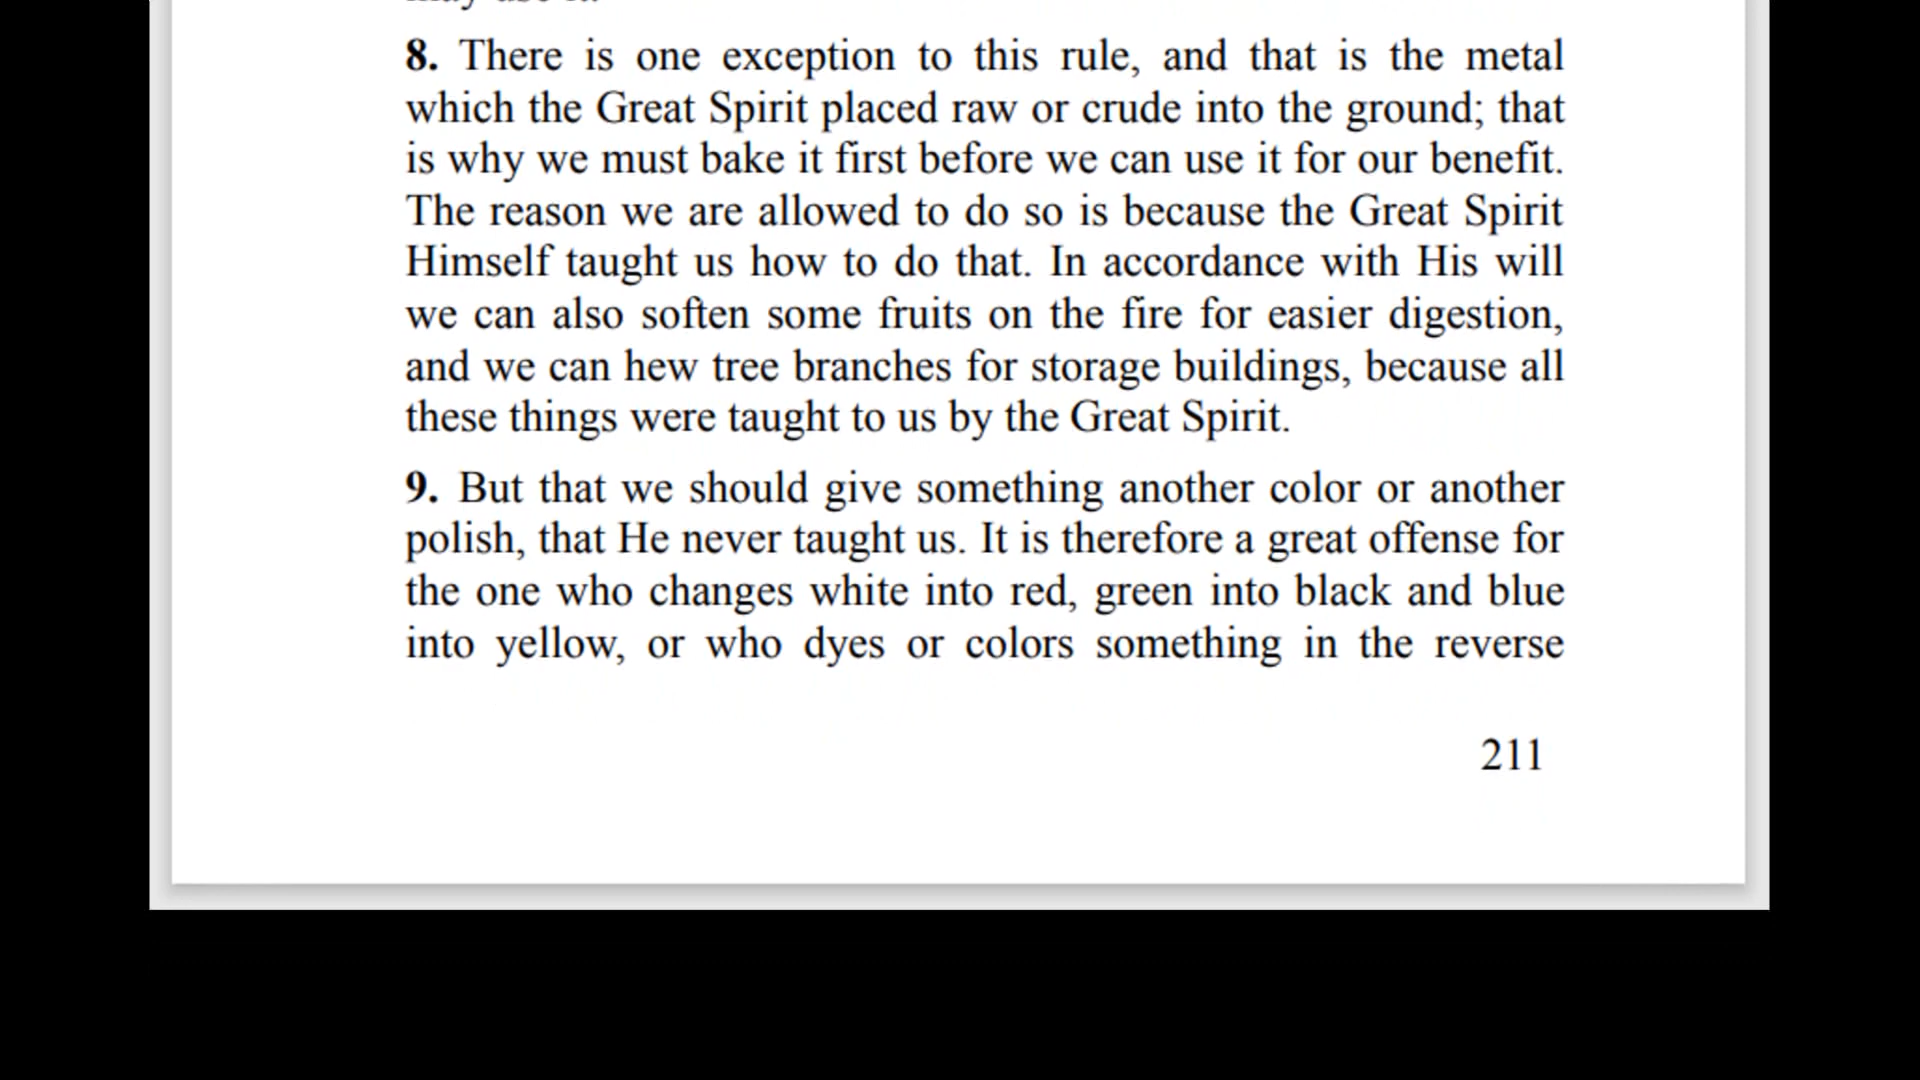 8. There is one exception to this rule, and that is the metal
which the Great Spirit placed raw or crude into the ground; that
is why we must bake it first before we can use it for our benefit.
The reason we are allowed to do so is because the Great Spirit
Himself taught us how to do that. In accordance with His will
we can also soften some fruits on the fire for easier digestion,
and we can hew tree branches for storage buildings, because all
these things were taught to us by the Great Spirit.
9. But that we should give something another color or another
polish, that He never taught us. It is therefore a great offense for
the one who changes white into red, green into black and blue
into yellow, or who dyes or colors something in the reverse
211